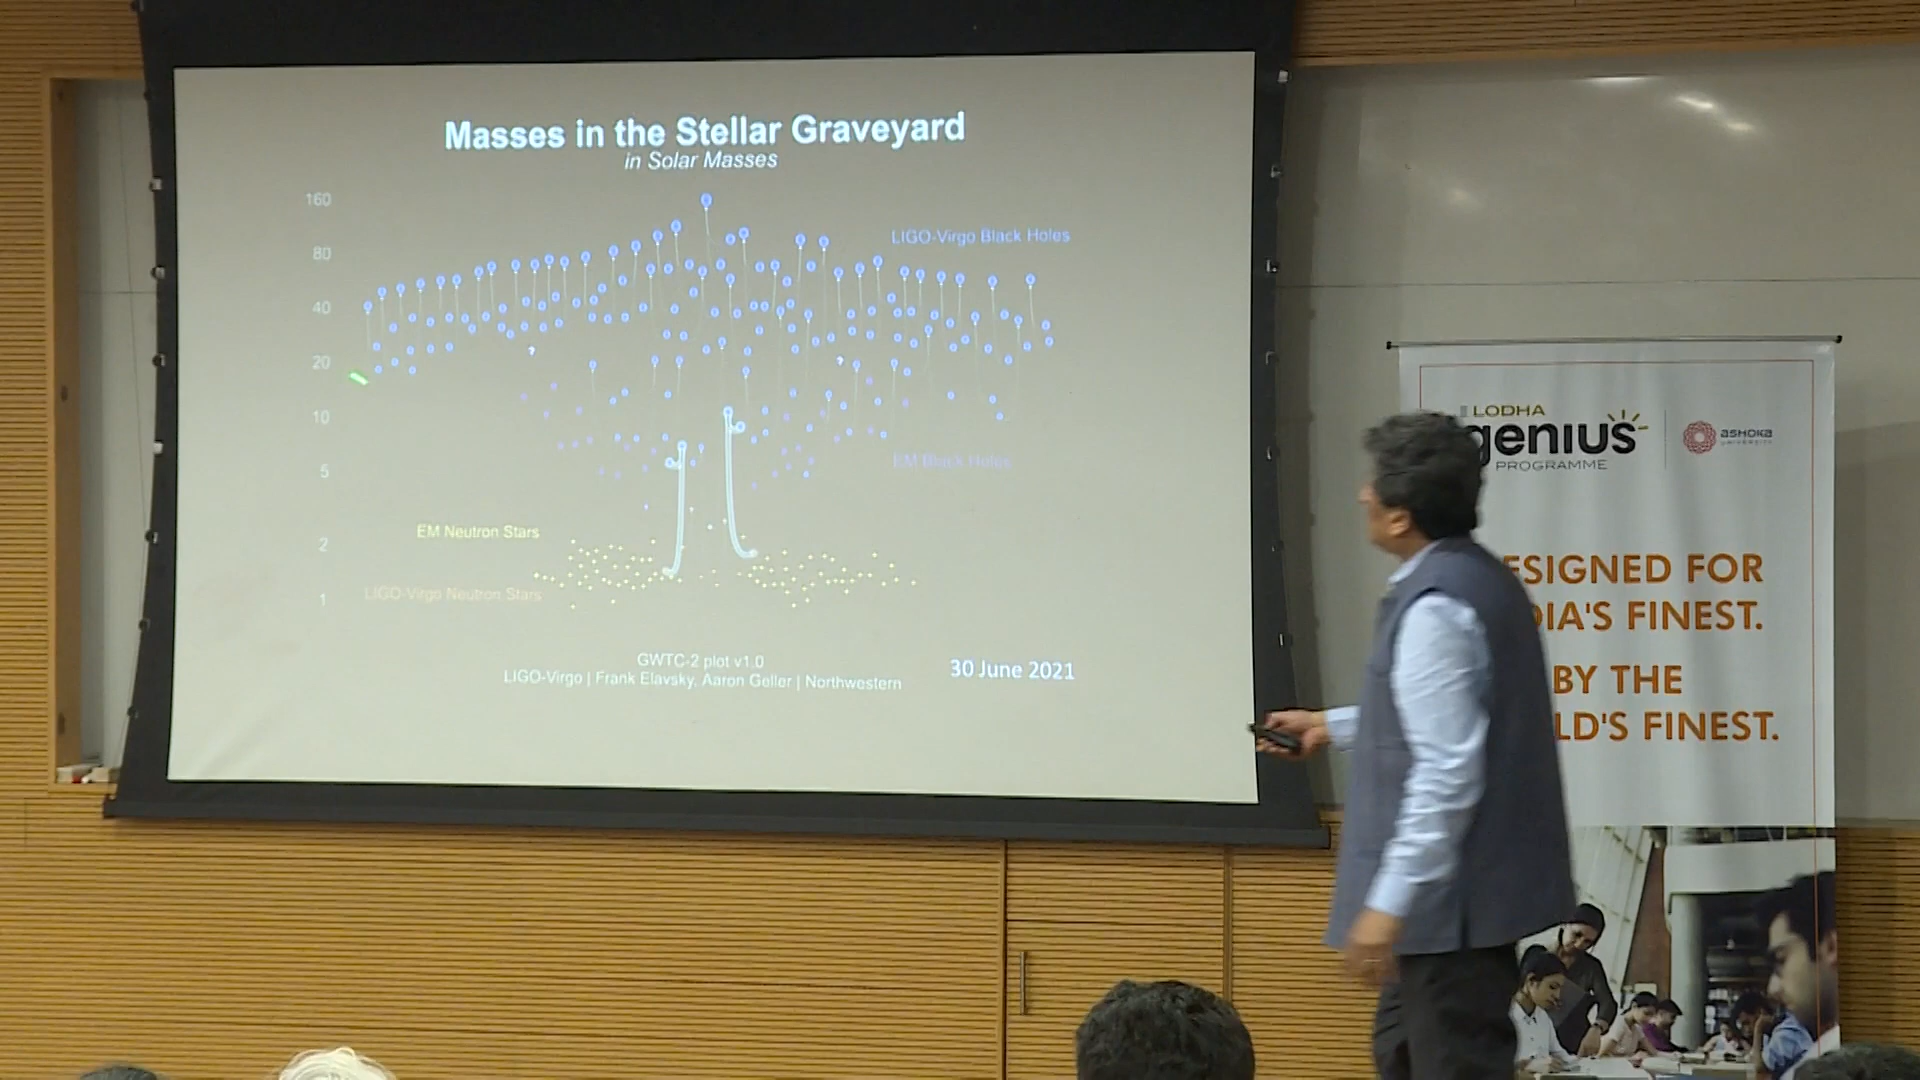 Masses in the Stellar Graveyard
in Solar Masses
160
80
40
20
10
5
2
1
LIGO-Virgo Black Holes
EM Black Holes
EM Neutron Stars
LIGO-Virgo Neutron Stars
GWTC-2 plot v1.0
LIGO-Virgo | Frank Elavsky, Aaron Geller | Northwestern
30 June 2021
LODHA
genius
PROGRAMME
ASHOKA
UNIVERSITY
ESIGNED FOR
DIA'S FINEST.
BY THE
LD'S FINEST.